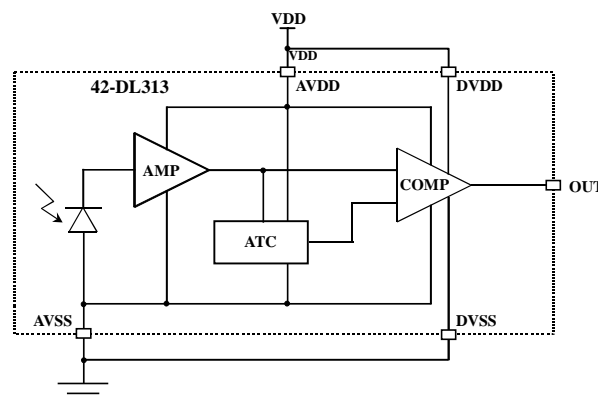 VDD
VDD
42-DL313
AVDD
DVDD
AMP
COMP
OUT
ATC
AVSS
DVSS